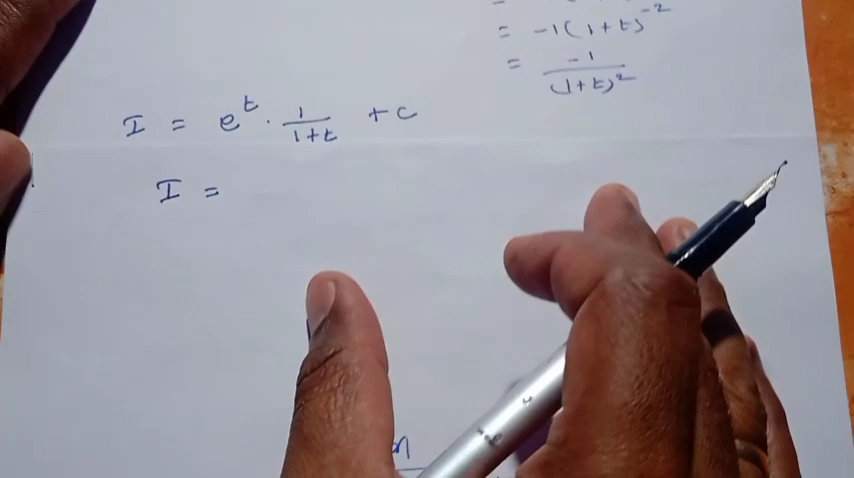 = -1(1+t)^-2
= -1/(1+t)^2
I = e^t · 1/(1+t) + c
I =